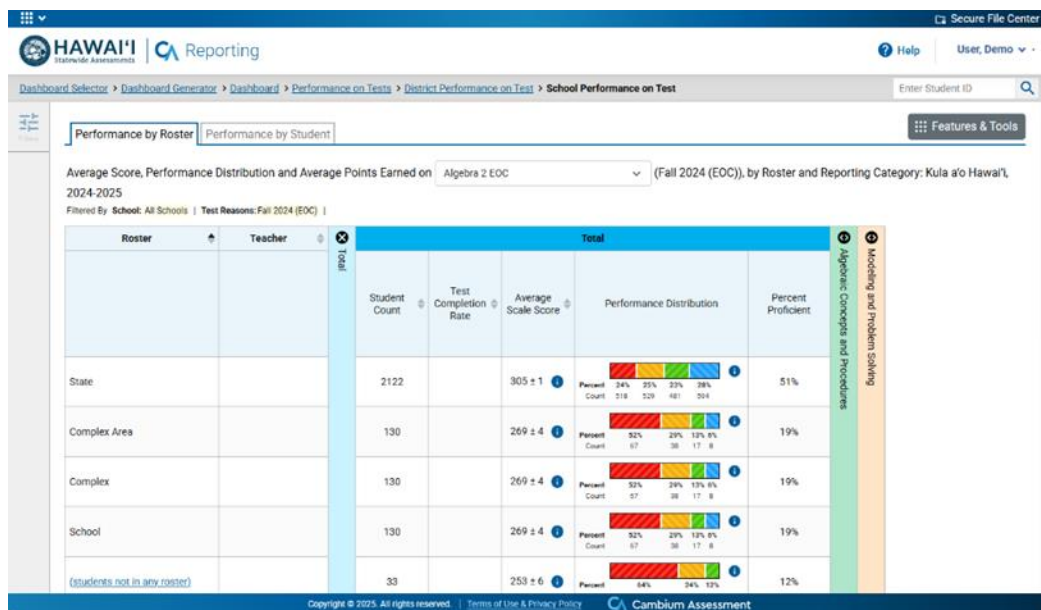 Secure File Center
HAWAIʻI
Statewide Assessments
CA Reporting
Help
User, Demo
Dashboard Selector > Dashboard Generator > Dashboard > Performance on Tests > District Performance on Test > School Performance on Test
Enter Student ID
Performance by Roster
Performance by Student
Features & Tools
Average Score, Performance Distribution and Average Points Earned on Algebra 2 EOC (Fall 2024 (EOC)), by Roster and Reporting Category: Kula a'o Hawai'i,
2024-2025
Filtered By School: All Schools | Test Reasons: Fall 2024 (EOC) |
Roster Teacher Total Total Algebraic Concepts and Procedures Modeling and Problem Solving
Student Count Test Completion Rate Average Scale Score Performance Distribution Percent Proficient
State 2122 305 ± 1 51%
Percent 24% 25% 23% 28%
Count 518 529 481 594
Complex Area 130 269 ± 4 19%
Percent 52% 29% 13% 6%
Count 67 38 17 8
Complex 130 269 ± 4 19%
Percent 52% 29% 13% 6%
Count 67 38 17 8
School 130 269 ± 4 19%
Percent 52% 29% 13% 6%
Count 67 38 17 8
(students not in any roster) 33 253 ± 6 12%
Percent 64% 24% 12%
Copyright © 2025. All rights reserved. | Terms of Use & Privacy Policy CA Cambium Assessment